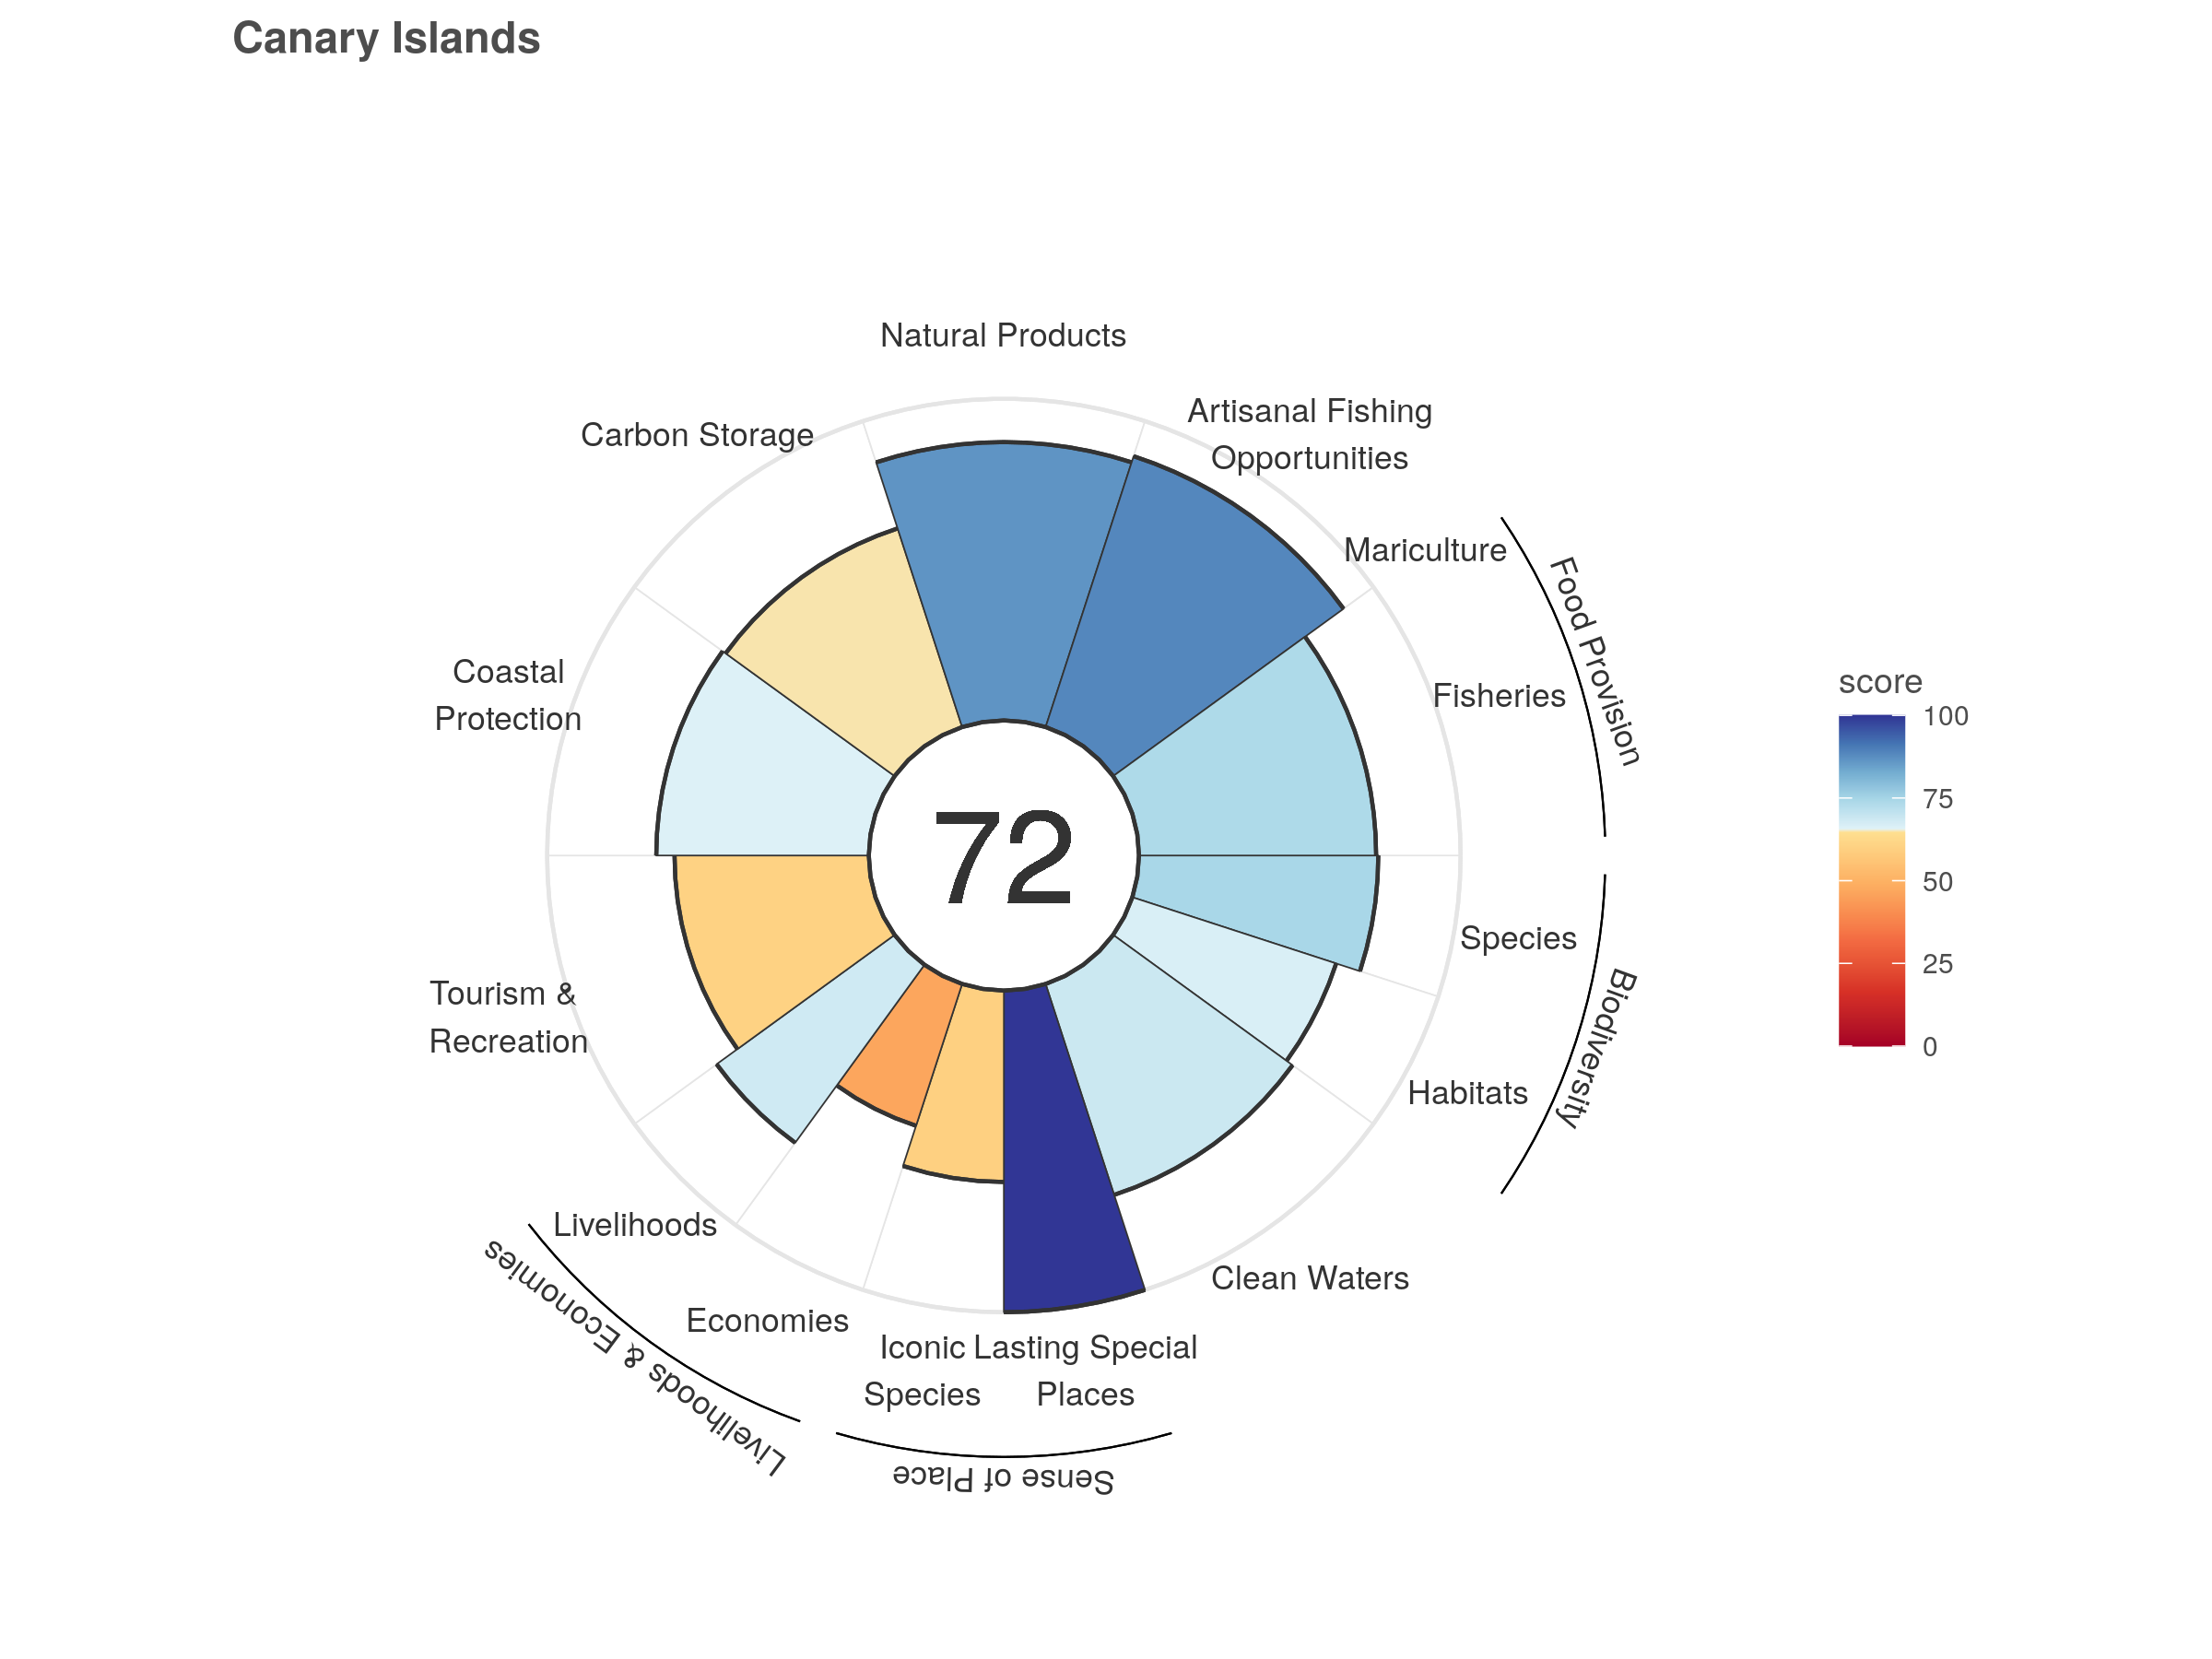 Canary Islands
Natural Products
Artisanal Fishing
Opportunities
Carbon Storage
Mariculture
Food Provision
Fisheries
Coastal
Protection
score
100
75
50
25
0
72
Species
Biodiversity
Habitats
Tourism &
Recreation
Livelihoods
Livelihoods & Economies
Economies
Clean Waters
Iconic
Species
Lasting Special
Places
Sense of Place